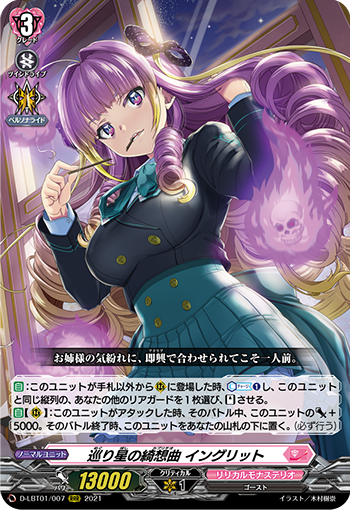 3
グレード
ツインドライブ
ペルソナライド
お姉様の気紛れに、即興で合わせられてこそ一人前。
:このユニットが手札以外から に登場した時、 1し、このユニット
と同じ縦列の、あなたの他のリアガードを1枚選び、 させる。
【 】:このユニットがアタックした時、そのバトル中、このユニットの +
5000。そのバトル終了時、このユニットをあなたの山札の下に置く。(必ず行う)
ノーマルユニット
巡り星の綺想曲 イングリット
パワー
13000
クリティカル
1
リリカルモナステリオ
ゴースト
D-LBT01/007 RRR 2021
イラスト/木村樹崇